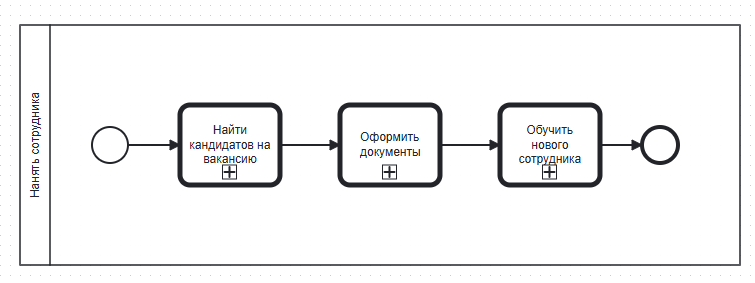 Нанять сотрудника
Найти
кандидатов на
вакансию
Оформить
документы
Обучить
нового
сотрудника